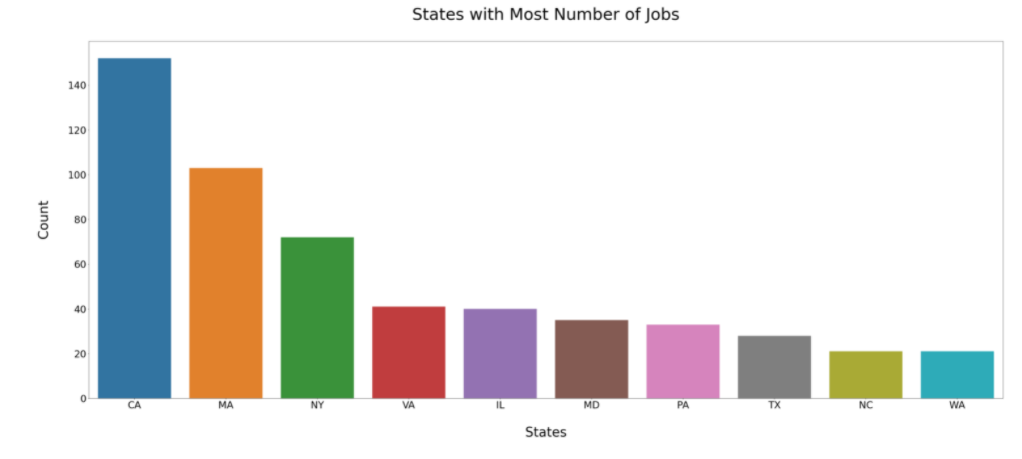 States with Most Number of Jobs
140
120
100
80
60
40
20
0
Count
CA MA NY VA IL MD PA TX NC WA
States